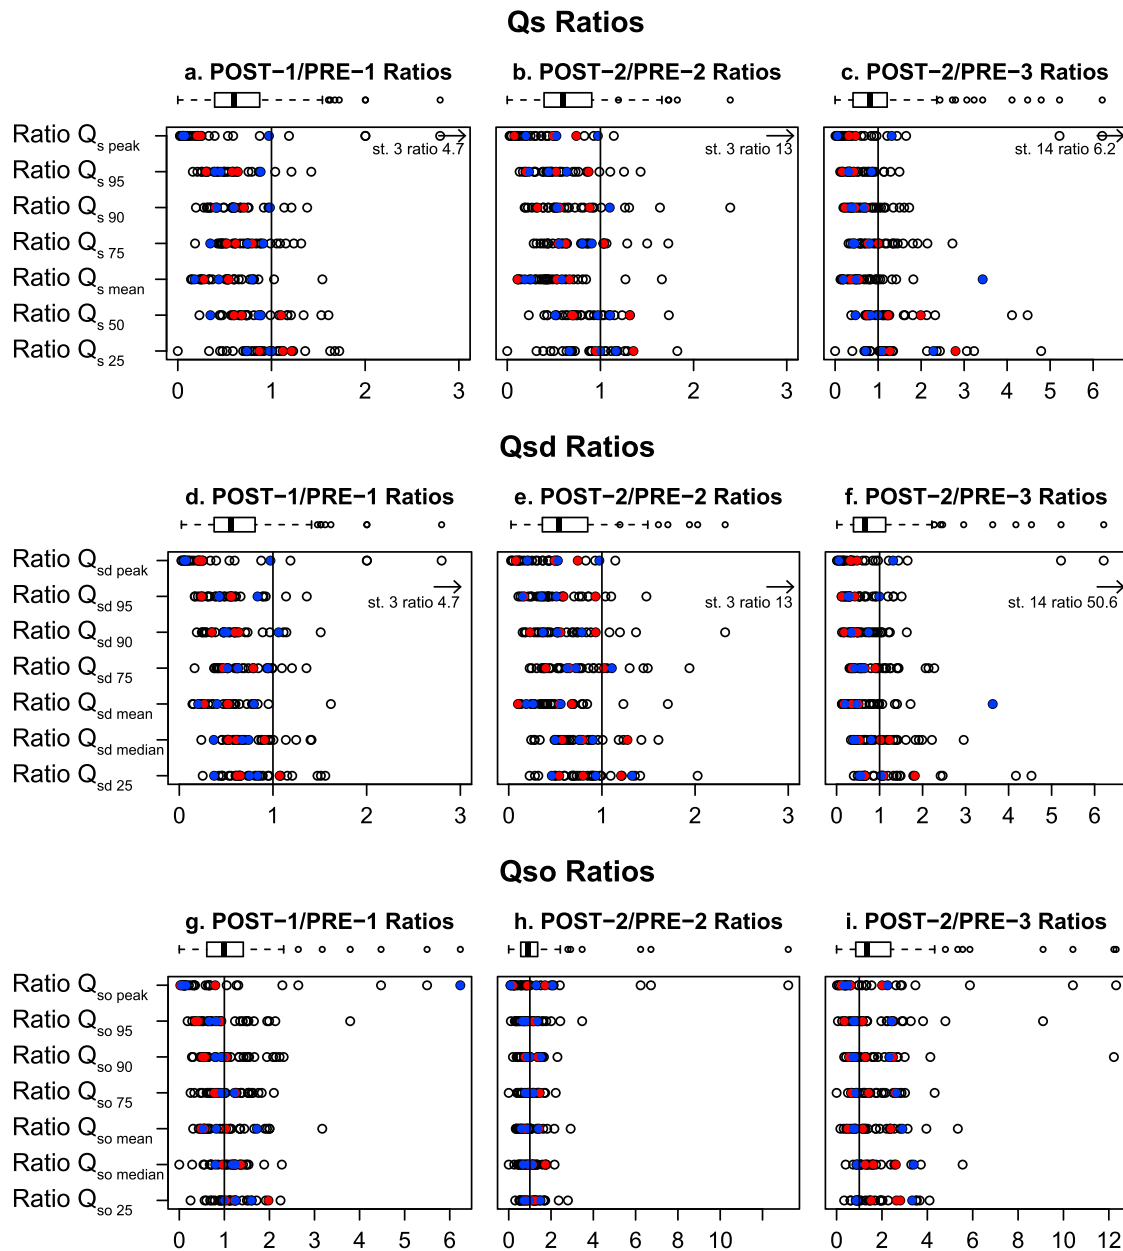 Qs Ratios
a. POST−1/PRE−1 Ratios
b. POST−2/PRE−2 Ratios
c. POST−2/PRE−3 Ratios
Ratio Qs peak
st. 3 ratio 4.7
st. 3 ratio 13
st. 14 ratio 6.2
Ratio Qs 95
Ratio Qs 90
Ratio Qs 75
Ratio Qs mean
Ratio Qs 50
Ratio Qs 25
0 1 2 3
0 1 2 3
0 1 2 3 4 5 6
Qsd Ratios
d. POST−1/PRE−1 Ratios
e. POST−2/PRE−2 Ratios
f. POST−2/PRE−3 Ratios
Ratio Qsd peak
Ratio Qsd 95
st. 3 ratio 4.7
st. 3 ratio 13
st. 14 ratio 50.6
Ratio Qsd 90
Ratio Qsd 75
Ratio Qsd mean
Ratio Qsd median
Ratio Qsd 25
0 1 2 3
0 1 2 3
0 1 2 3 4 5 6
Qso Ratios
g. POST−1/PRE−1 Ratios
h. POST−2/PRE−2 Ratios
i. POST−2/PRE−3 Ratios
Ratio Qso peak
Ratio Qso 95
Ratio Qso 90
Ratio Qso 75
Ratio Qso mean
Ratio Qso median
Ratio Qso 25
0 1 2 3 4 5 6
0 2 4 6 8 10
0 2 4 6 8 10